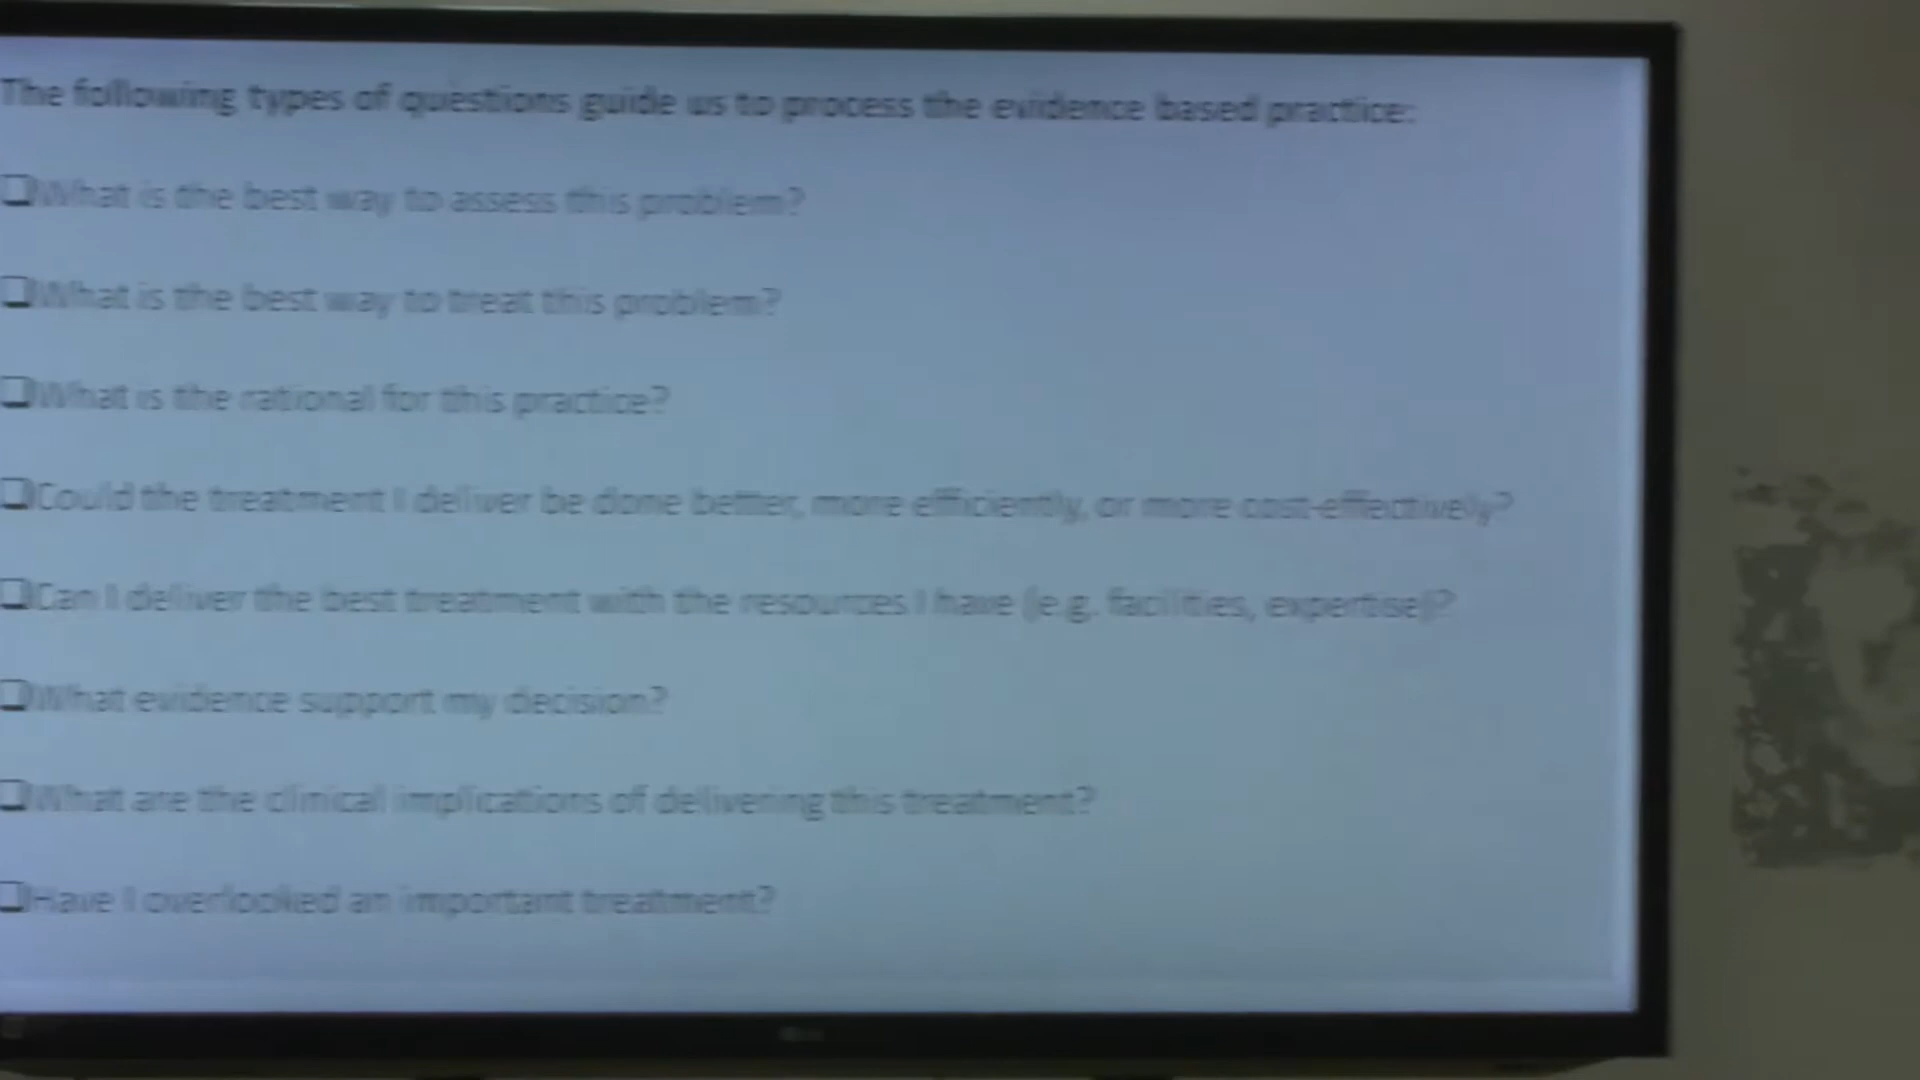 The following types of questions guide us to process the evidence based practice:
❑What is the best way to assess this problem?
❑What is the best way to treat this problem?
❑What is the rational for this practice?
❑Could the treatment I deliver be done better, more efficiently, or more cost-effectively?
❑Can I deliver the best treatment with the resources I have (e.g. facilities, expertise)?
❑What evidence support my decision?
❑What are the clinical implications of delivering this treatment?
❑Have I overlooked an important treatment?